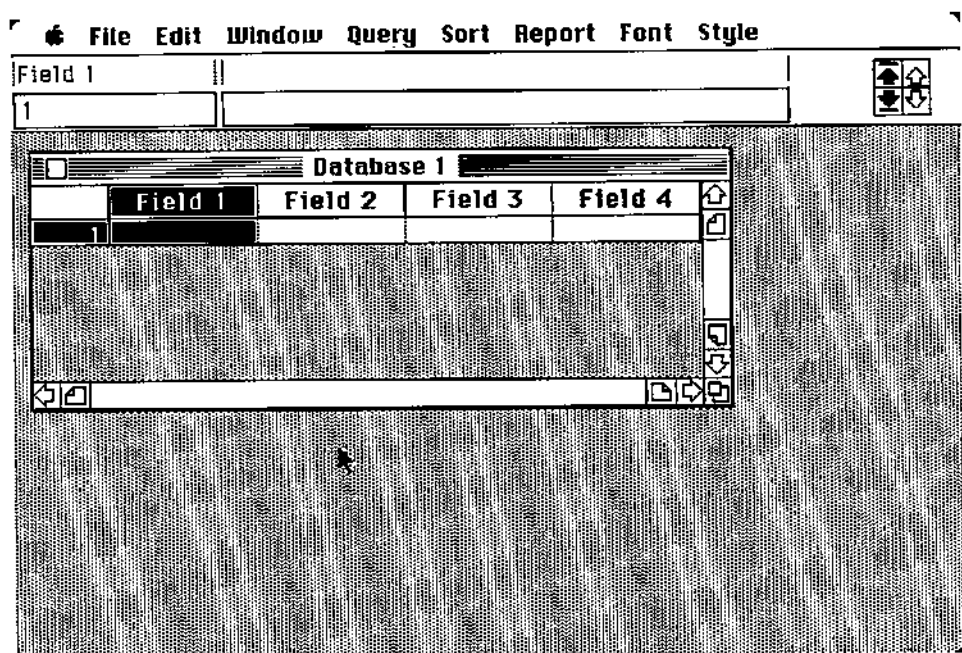 File Edit Window Query Sort Report Font Style
Field 1
1
Database 1
Field 1 Field 2 Field 3 Field 4
1